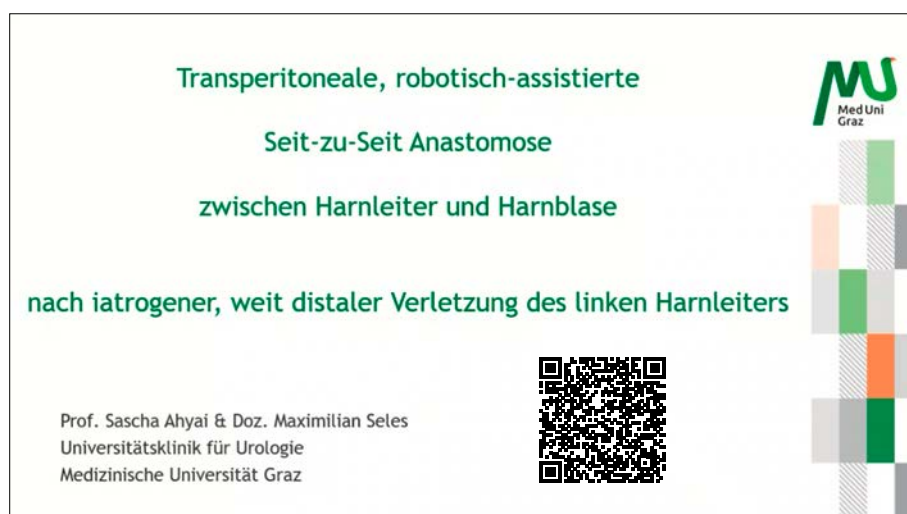 Transperitoneale, robotisch-assistierte
Seit-zu-Seit Anastomose
zwischen Harnleiter und Harnblase
nach iatrogener, weit distaler Verletzung des linken Harnleiters
Med Uni
Graz
Prof. Sascha Ahyai & Doz. Maximilian Seles
Universitätsklinik für Urologie
Medizinische Universität Graz